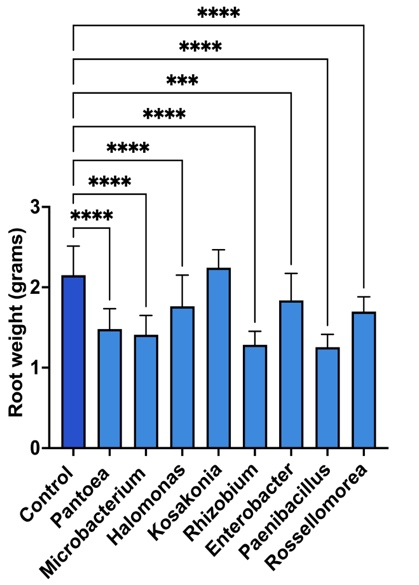 ****
****
***
****
****
****
****
3
2
1
0
Root weight (grams)
Control
Pantoea
Microbacterium
Halomonas
Kosakonia
Rhizobium
Enterobacter
Paenibacillus
Rossellomorea